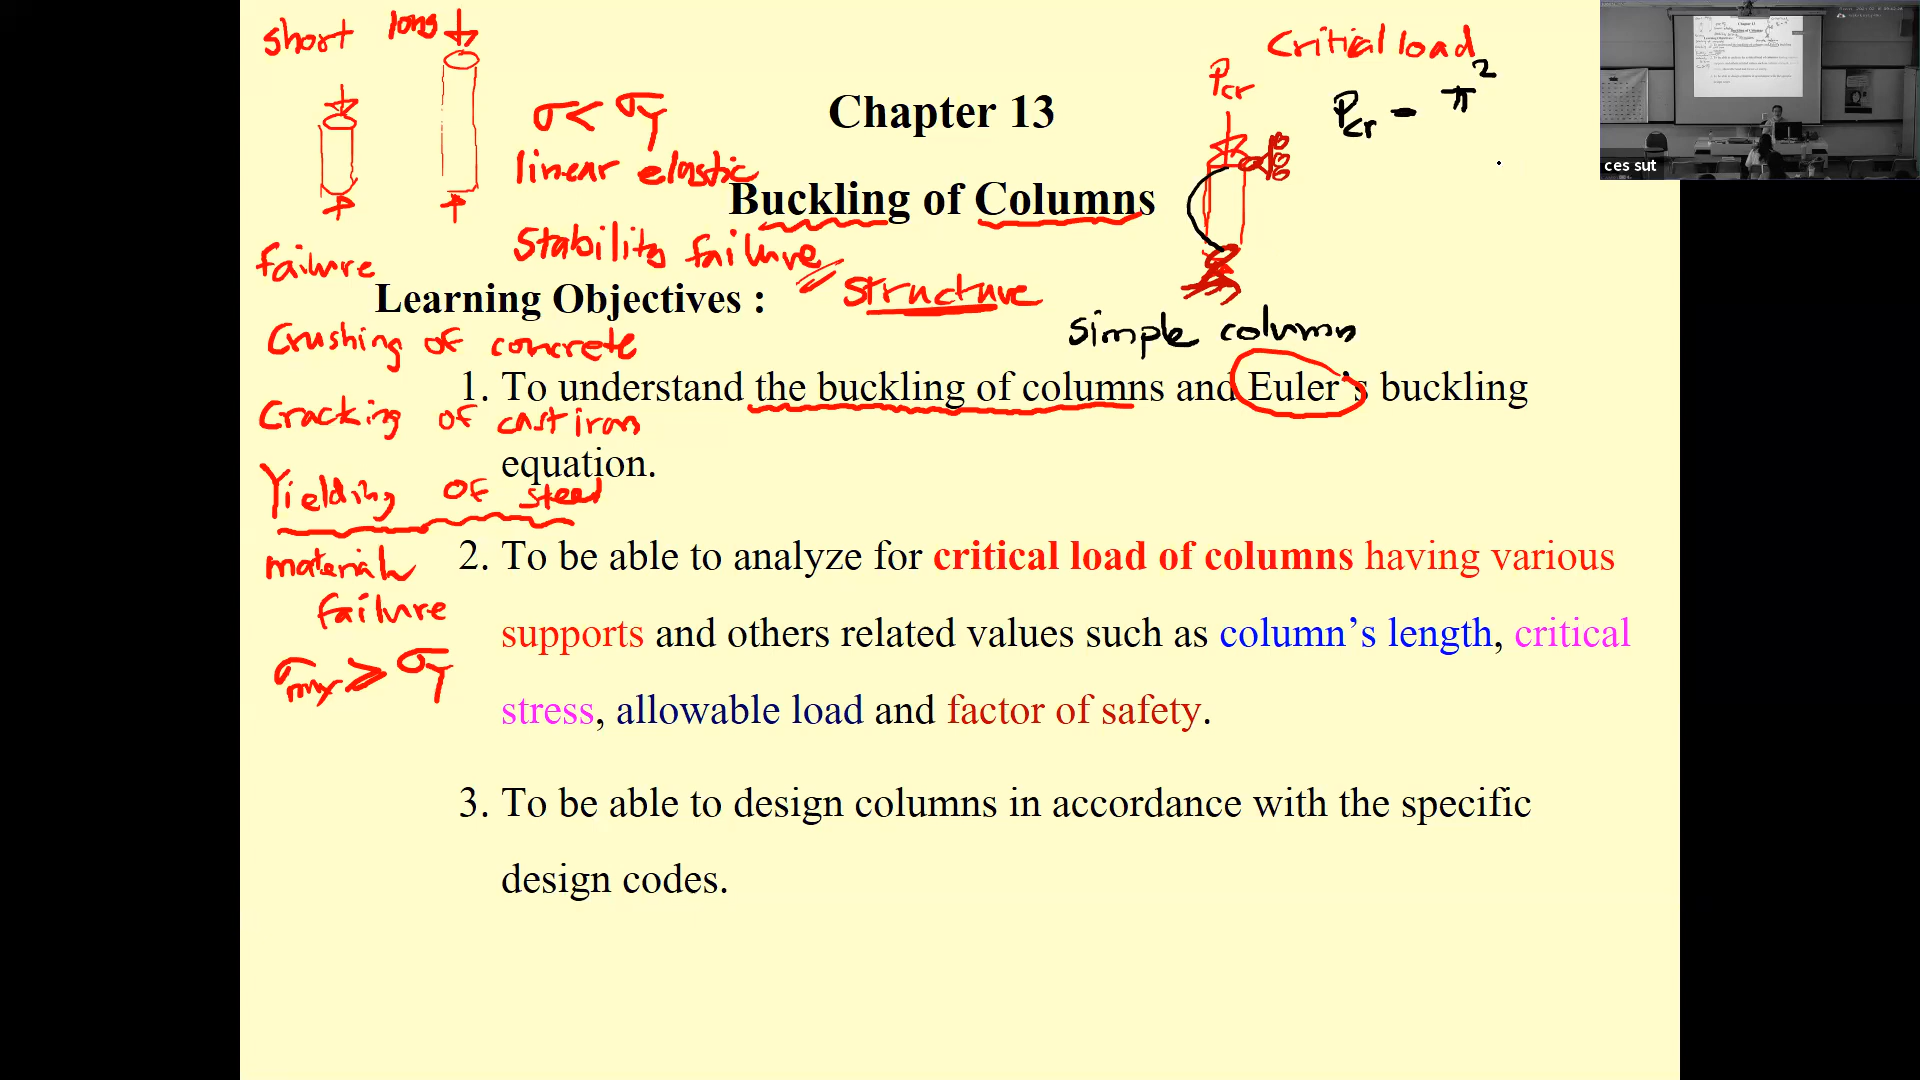 short long
Critical load
Pcr
Pcr = π²
σ < σY
Chapter 13
linear elastic
Buckling of Columns
Stability failure
structure
failure
Learning Objectives :
simple column
Crushing of concrete
1. To understand the buckling of columns and Euler’s buckling
Cracking of cast iron
equation.
Yielding of steel
2. To be able to analyze for critical load of columns having various
material
failure
supports and others related values such as column’s length, critical
σmax ≥ σY
stress, allowable load and factor of safety.
3. To be able to design columns in accordance with the specific
design codes.
ces sut